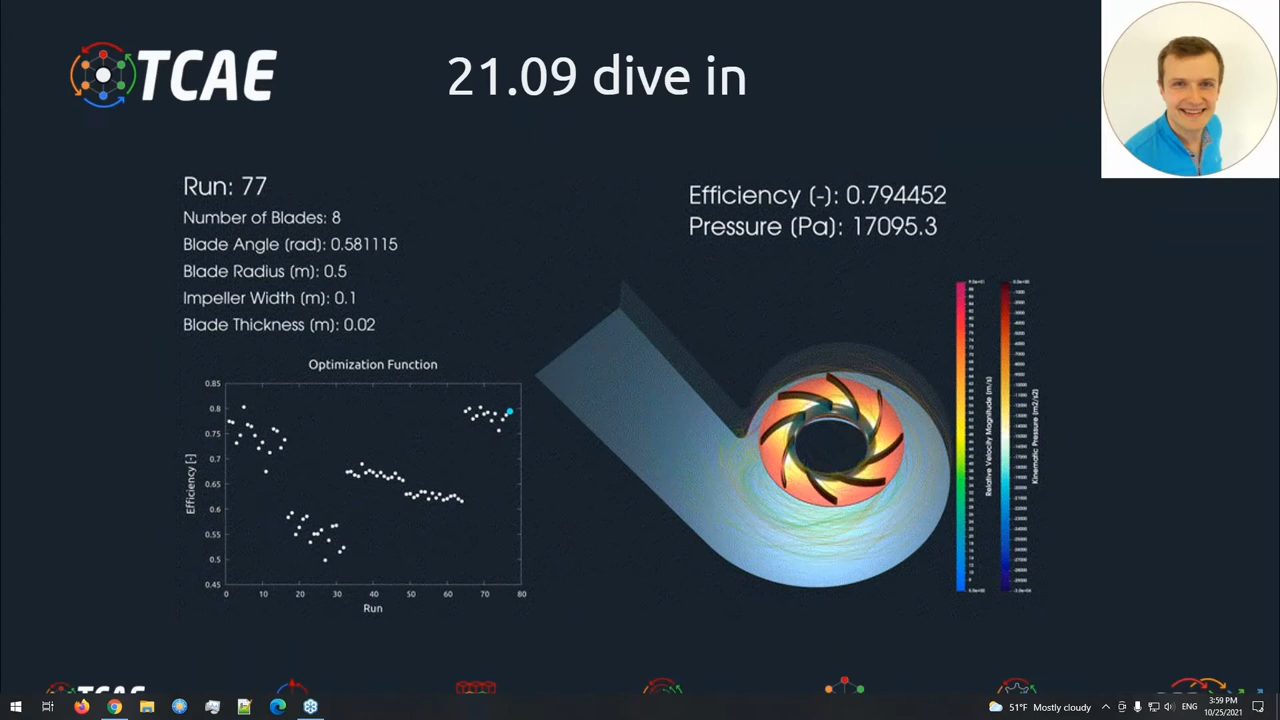 TCAE
21.09 dive in
Run: 77
Number of Blades: 8
Blade Angle (rad): 0.581115
Blade Radius (m): 0.5
Impeller Width (m): 0.1
Blade Thickness (m): 0.02
Efficiency (-): 0.794452
Pressure (Pa): 17095.3
Optimization Function
0.85
0.8
0.75
0.7
0.65
0.6
0.55
0.5
0.45
Efficiency [-]
0 10 20 30 40 50 60 70 80
Run
Relative Velocity Magnitude (m/s)
Kinematic Pressure (m2/s2)
TCAE
51°F Mostly cloudy
ENG
3:59 PM
10/25/2021